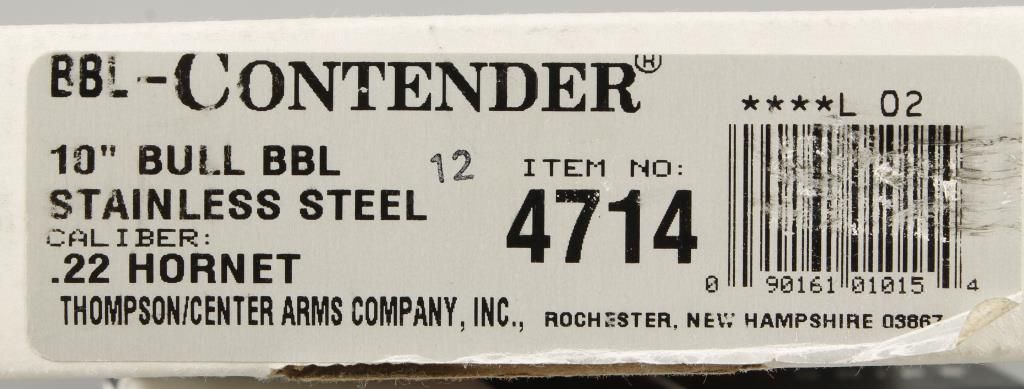 BBL-CONTENDER®
****L 02
10" BULL BBL
12
ITEM NO:
STAINLESS STEEL
4714
CALIBER:
.22 HORNET
0 90161 01015 4
THOMPSON/CENTER ARMS COMPANY, INC., ROCHESTER, NEW HAMPSHIRE 03867